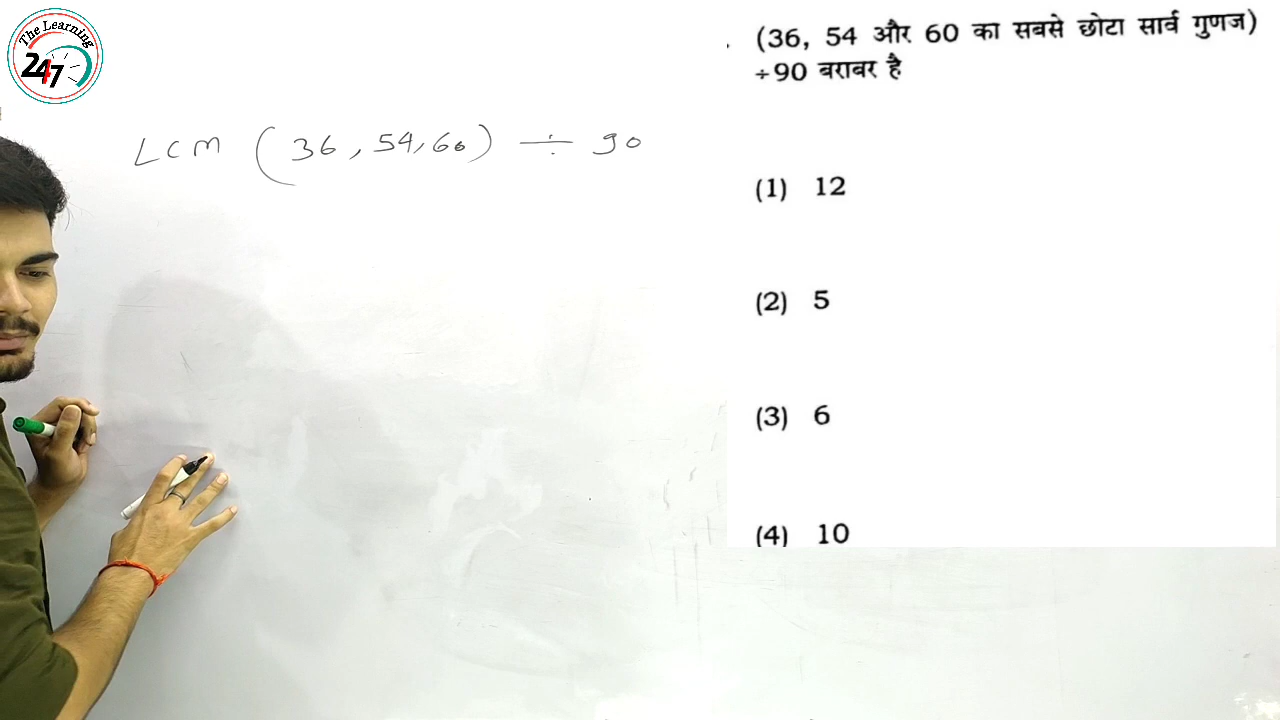 The Learning
247
(36, 54 और 60 का सबसे छोटा सार्व गुणज)
÷90 बराबर है
LCM (36, 54, 60) ÷ 90
(1) 12
(2) 5
(3) 6
(4) 10